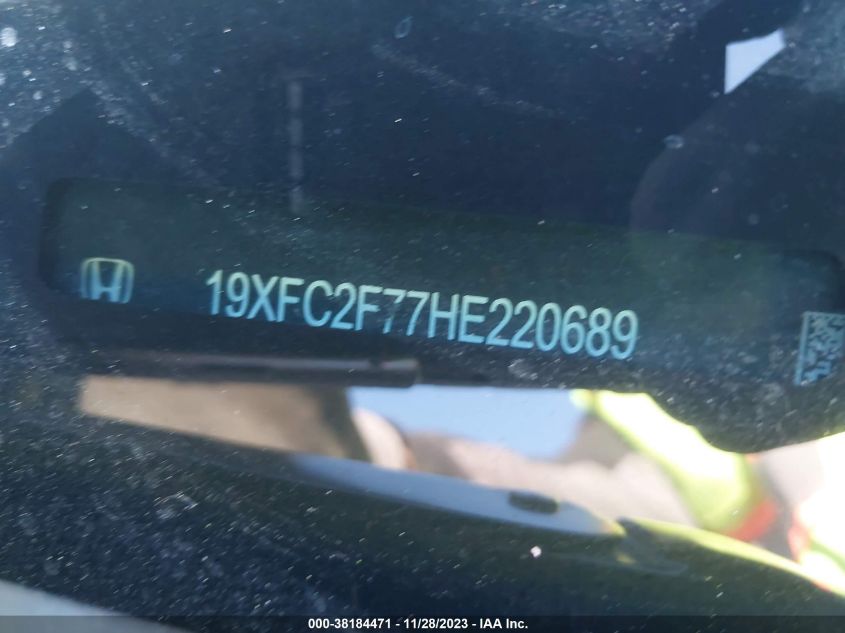 19XFC2F77HE220689
000-38184471 - 11/28/2023 - IAA Inc.